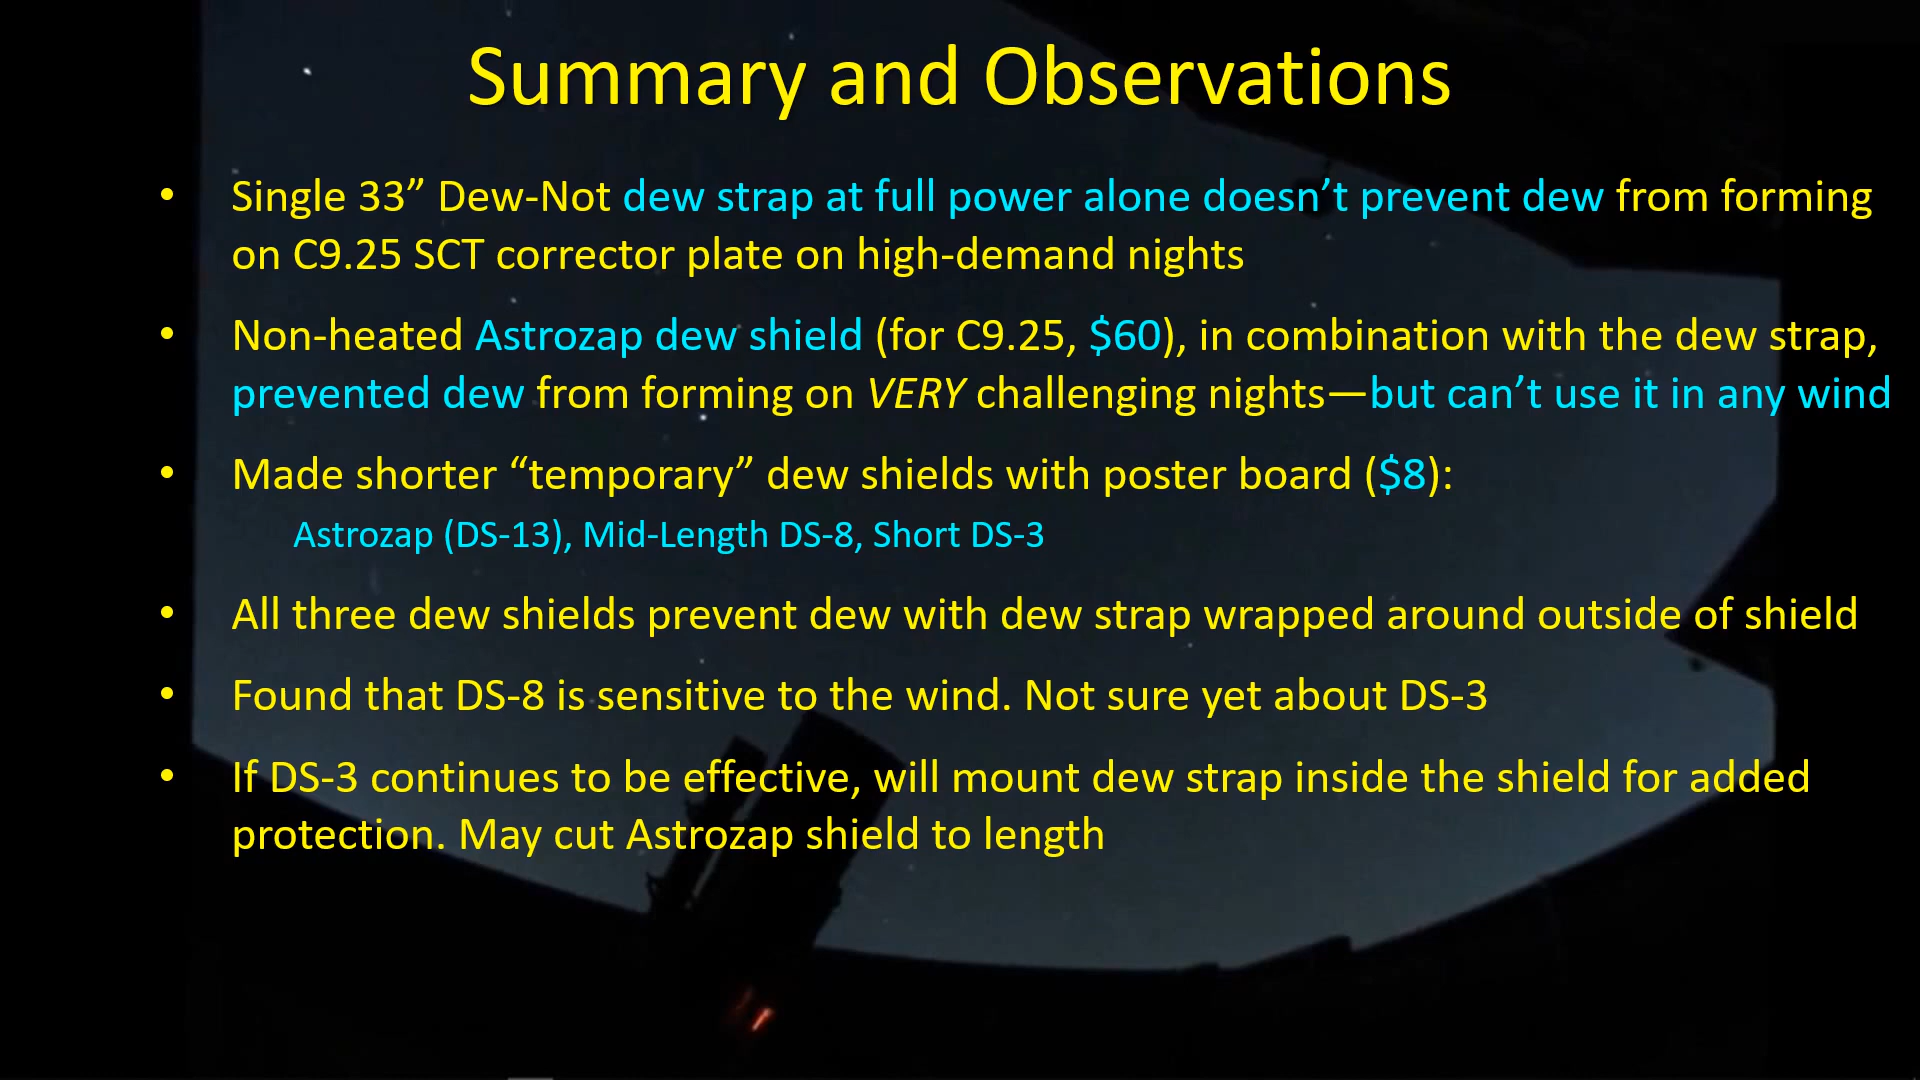 Summary and Observations
• Single 33” Dew-Not dew strap at full power alone doesn’t prevent dew from forming
on C9.25 SCT corrector plate on high-demand nights
• Non-heated Astrozap dew shield (for C9.25, $60), in combination with the dew strap,
prevented dew from forming on VERY challenging nights—but can’t use it in any wind
• Made shorter “temporary” dew shields with poster board ($8):
Astrozap (DS-13), Mid-Length DS-8, Short DS-3
• All three dew shields prevent dew with dew strap wrapped around outside of shield
• Found that DS-8 is sensitive to the wind. Not sure yet about DS-3
• If DS-3 continues to be effective, will mount dew strap inside the shield for added
protection. May cut Astrozap shield to length